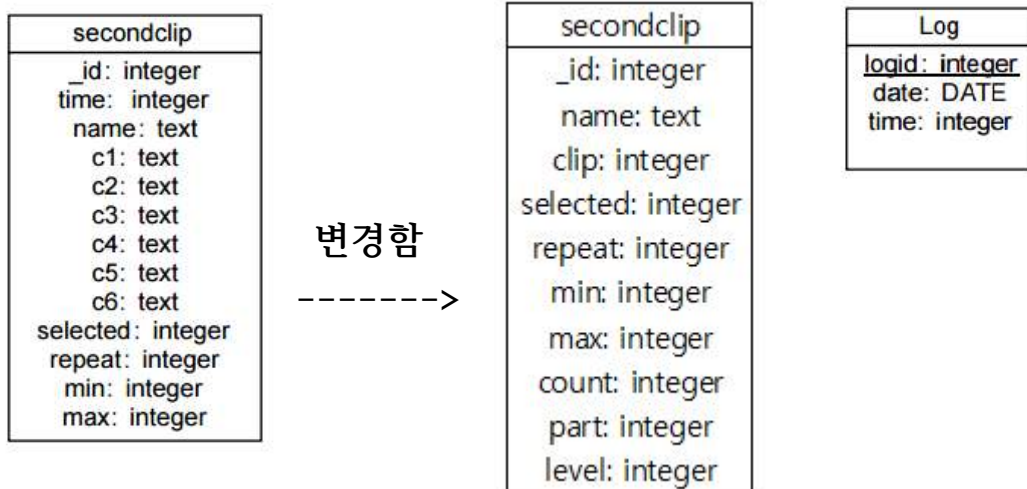 secondclip
_id: integer
time: integer
name: text
c1: text
c2: text
c3: text
c4: text
c5: text
c6: text
selected: integer
repeat: integer
min: integer
max: integer
변경함
------->
secondclip
_id: integer
name: text
clip: integer
selected: integer
repeat: integer
min: integer
max: integer
count: integer
part: integer
level: integer
Log
logid: integer
date: DATE
time: integer